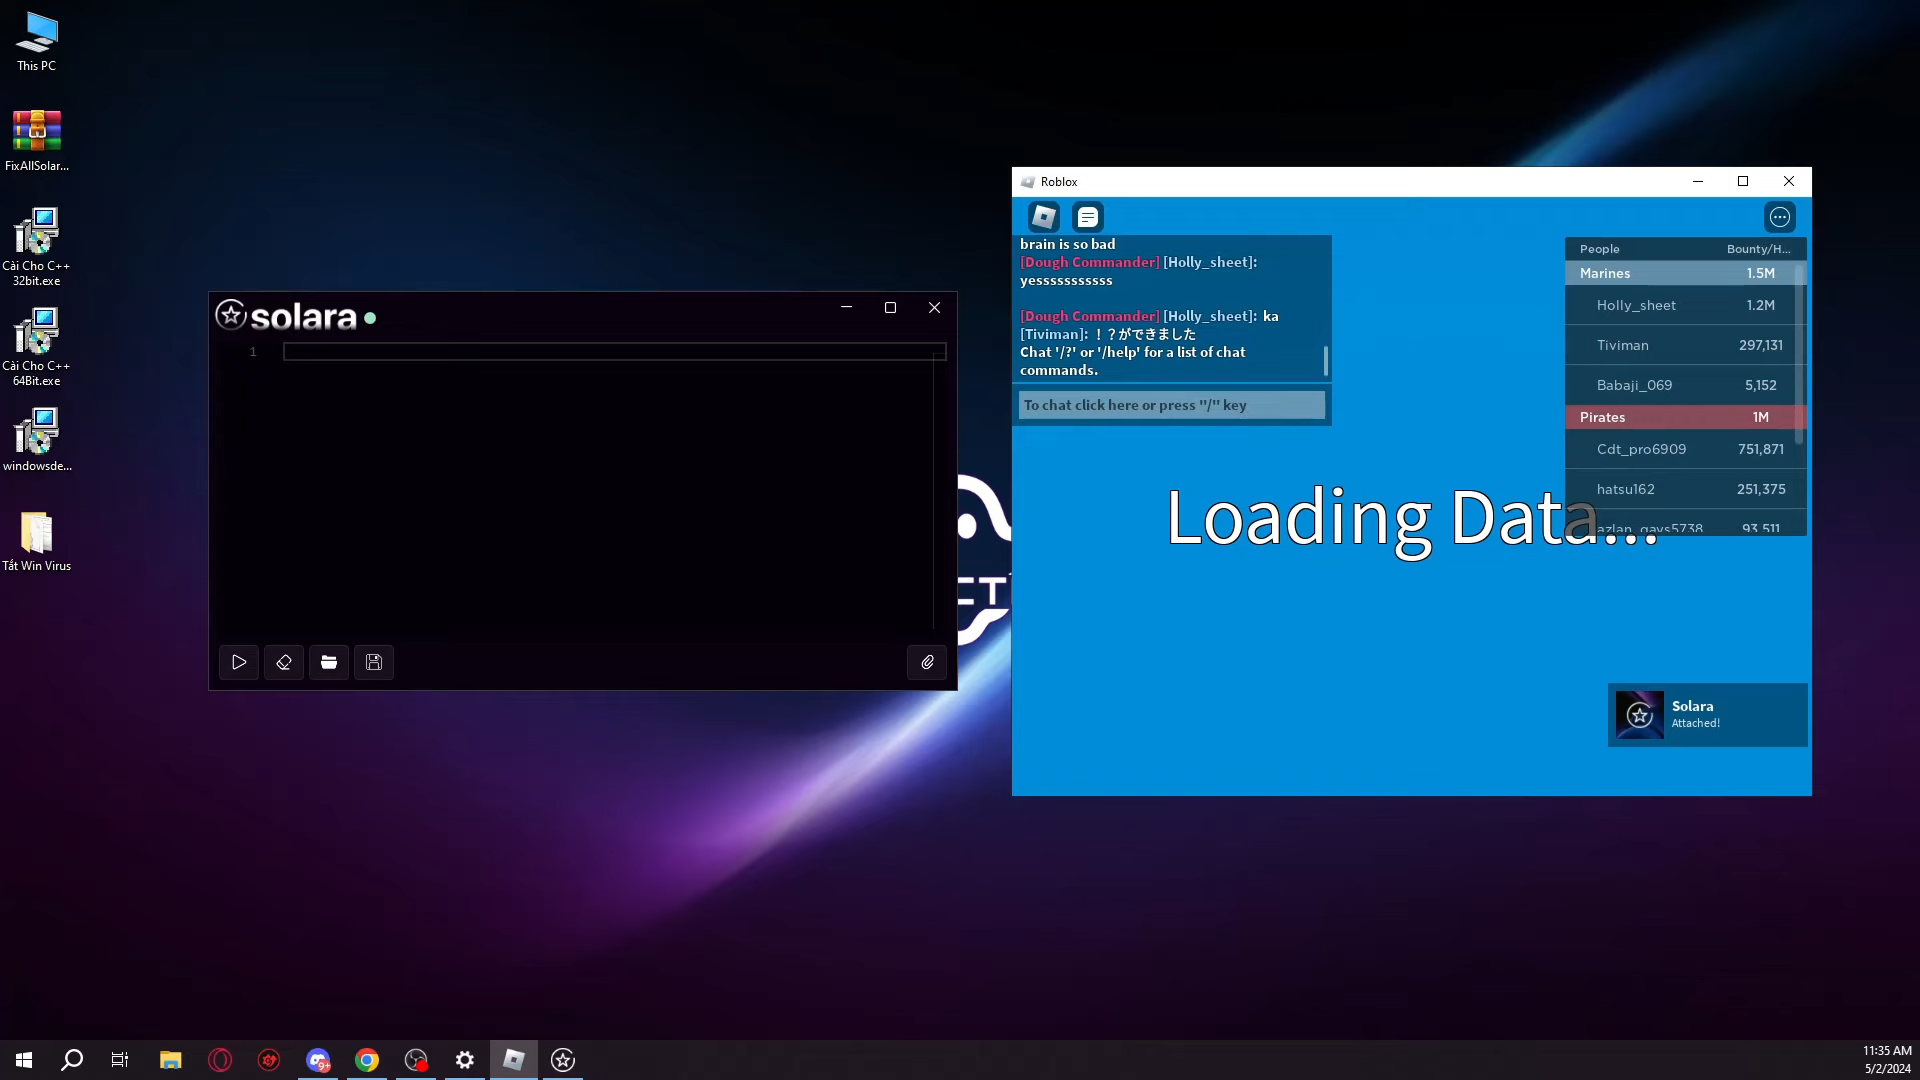 This PC
FixAllSolar...
Cài Cho C++
32bit.exe
Cài Cho C++
64Bit.exe
windowsde...
Tắt Win Virus
solara
1
Roblox
brain is so bad
[Dough Commander] [Holly_sheet]:
yesssssssssss
[Dough Commander] [Holly_sheet]: ka
[Tiviman]: ！？ができました
Chat '/?' or '/help' for a list of chat
commands.
To chat click here or press "/" key
People Bounty/H...
Marines 1.5M
Holly_sheet 1.2M
Tiviman 297,131
Babaji_069 5,152
Pirates 1M
Cdt_pro6909 751,871
hatsu162 251,375
azlan_gays5738 93,511
Loading Data...
Solara
Attached!
9+
11:35 AM
5/2/2024